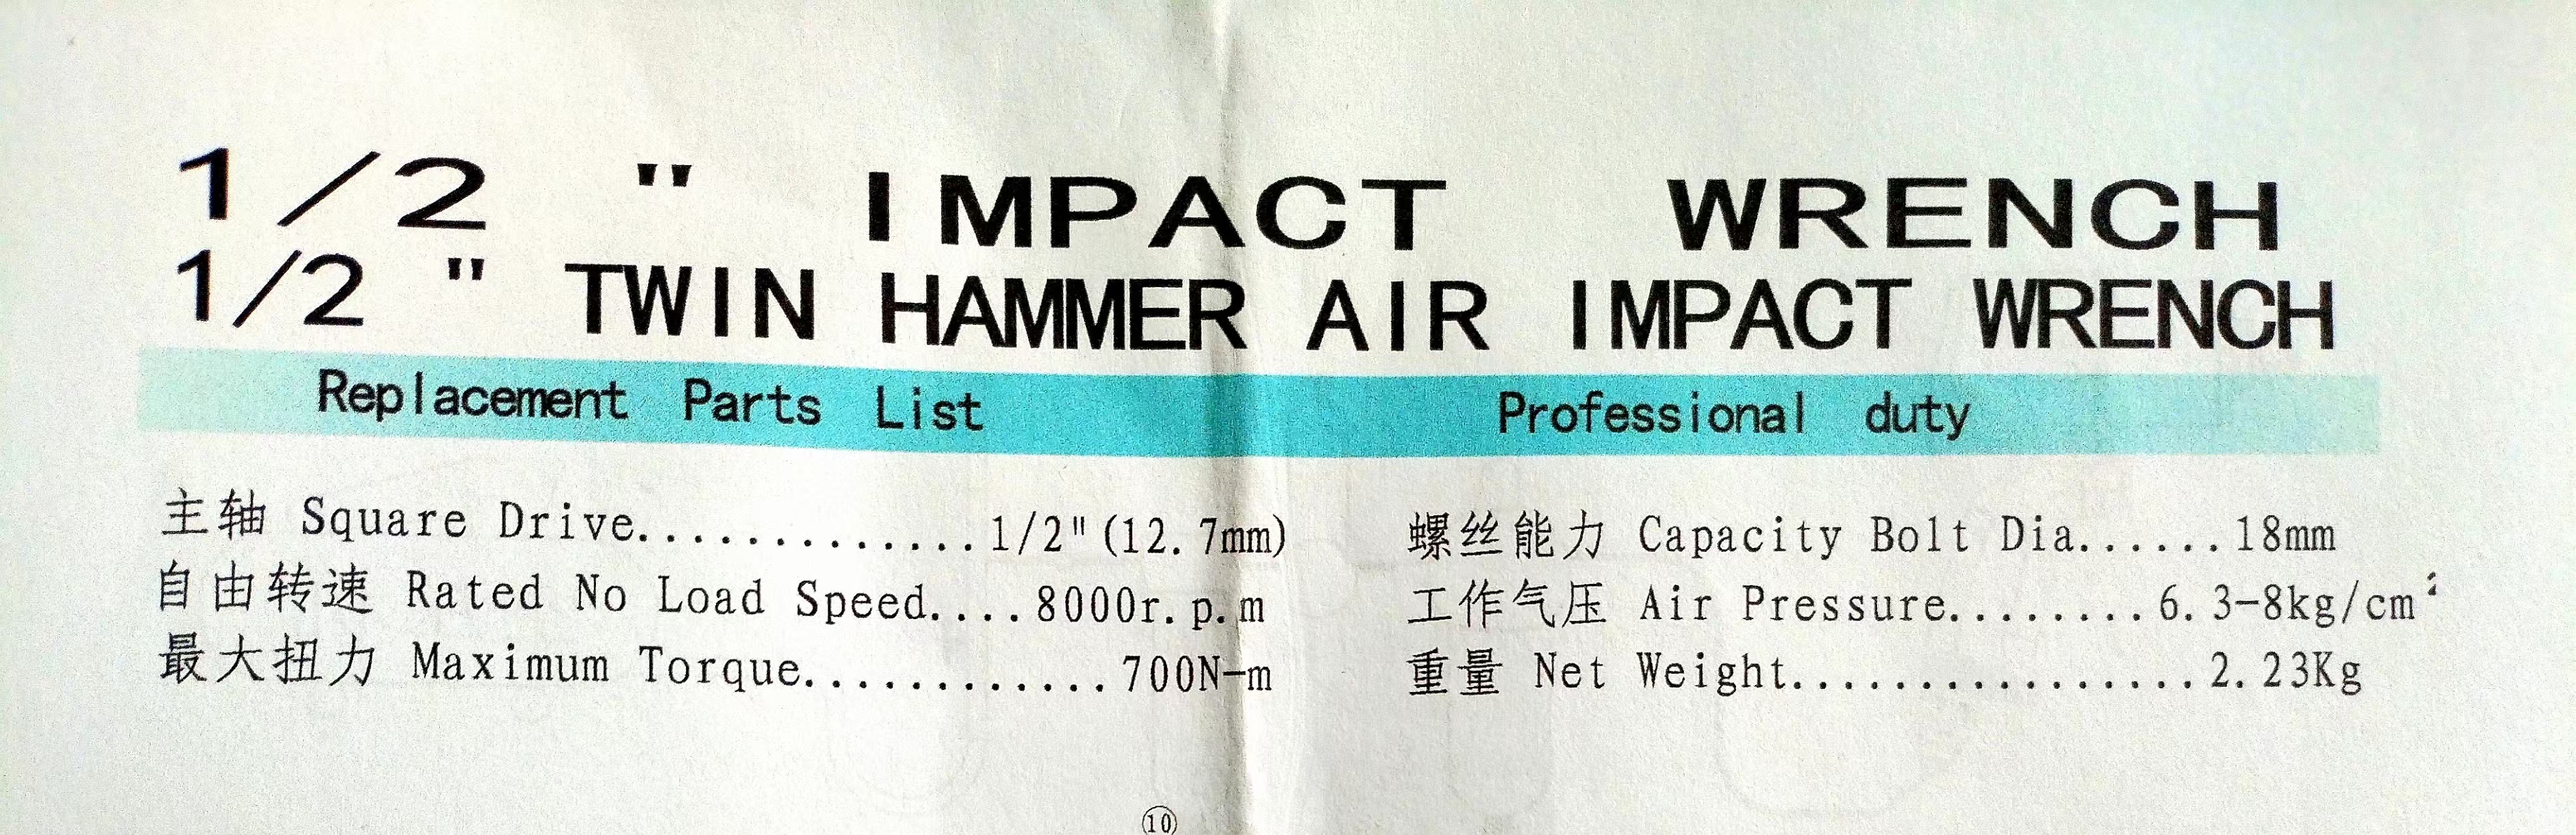 1/2 " IMPACT WRENCH
1/2 " TWIN HAMMER AIR IMPACT WRENCH
Replacement Parts List Professional duty
主轴 Square Drive.............1/2"(12.7mm)
自由转速 Rated No Load Speed....8000r.p.m
最大扭力 Maximum Torque............700N-m
螺丝能力 Capacity Bolt Dia......18mm
工作气压 Air Pressure........6.3-8kg/cm²
重量 Net Weight................2.23Kg
⑩